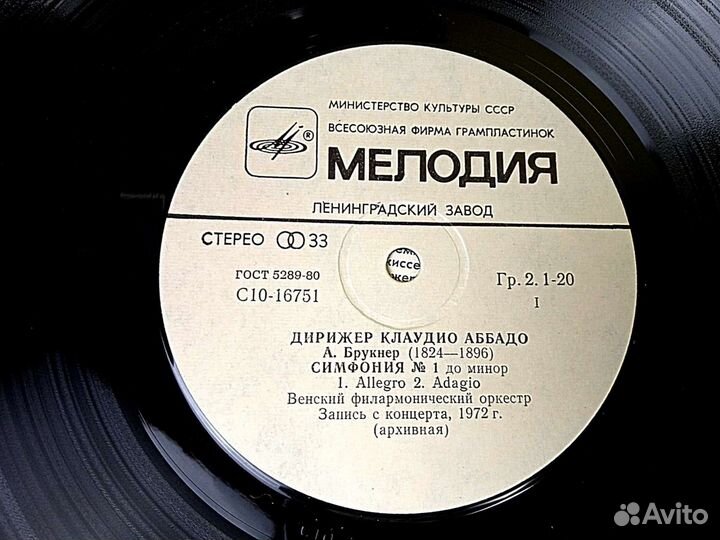 МИНИСТЕРСТВО КУЛЬТУРЫ СССР
ВСЕСОЮЗНАЯ ФИРМА ГРАМПЛАСТИНОК
®
МЕЛОДИЯ
ЛЕНИНГРАДСКИЙ ЗАВОД
СТЕРЕО 33
ГОСТ 5289-80
С10-16751
Гр. 2. 1-20
I
ДИРИЖЕР КЛАУДИО АББАДО
А. Брукнер (1824—1896)
СИМФОНИЯ № 1 до минор
1. Allegro 2. Adagio
Венский филармонический оркестр
Запись с концерта, 1972 г.
(архивная)
Avito